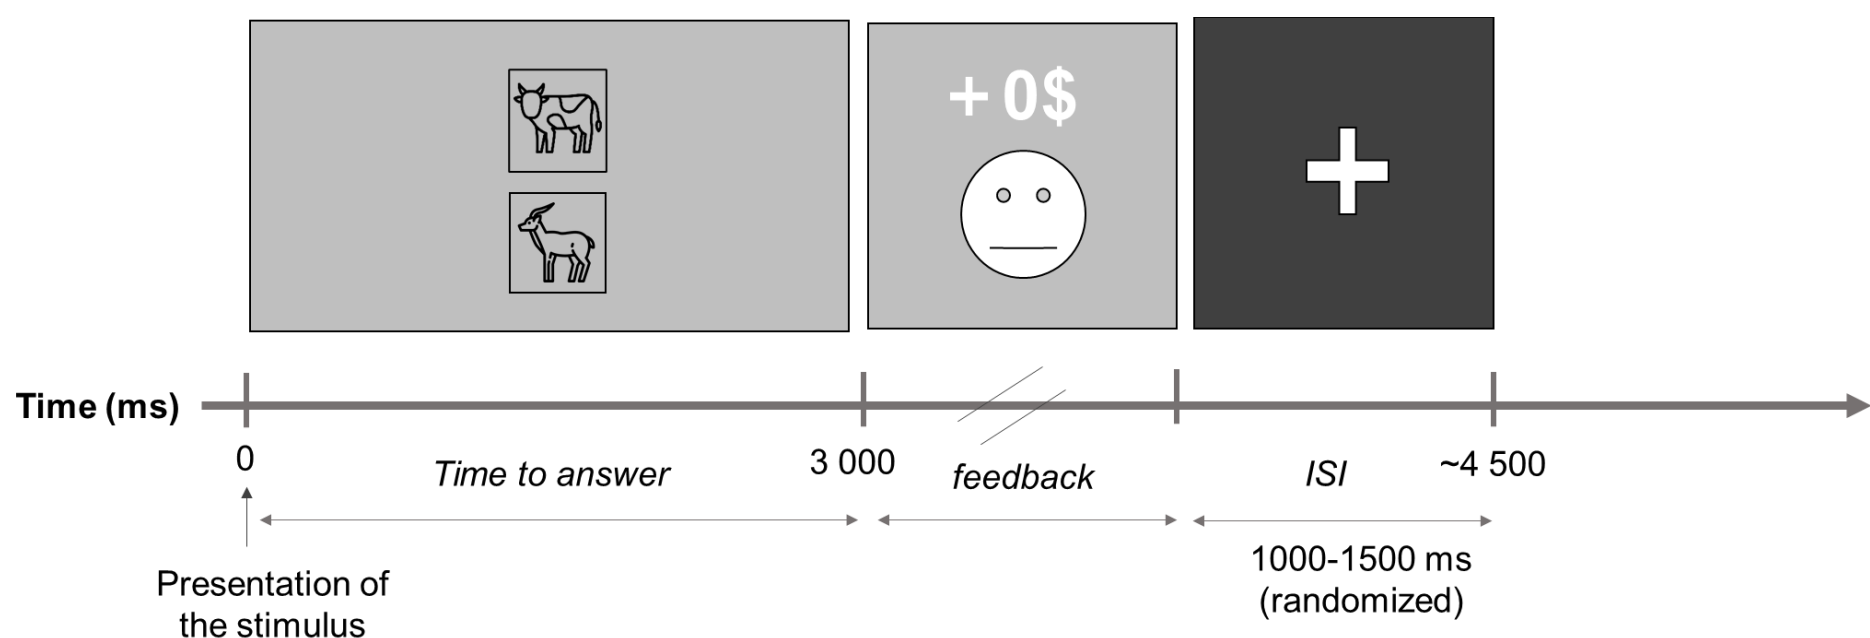 + 0$
Time (ms)
0
Time to answer
3 000
feedback
ISI
~4 500
Presentation of
the stimulus
1000-1500 ms
(randomized)